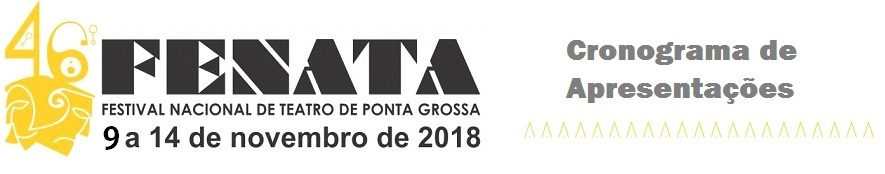 46
FENATA
FESTIVAL NACIONAL DE TEATRO DE PONTA GROSSA
9 a 14 de novembro de 2018
Cronograma de
Apresentações